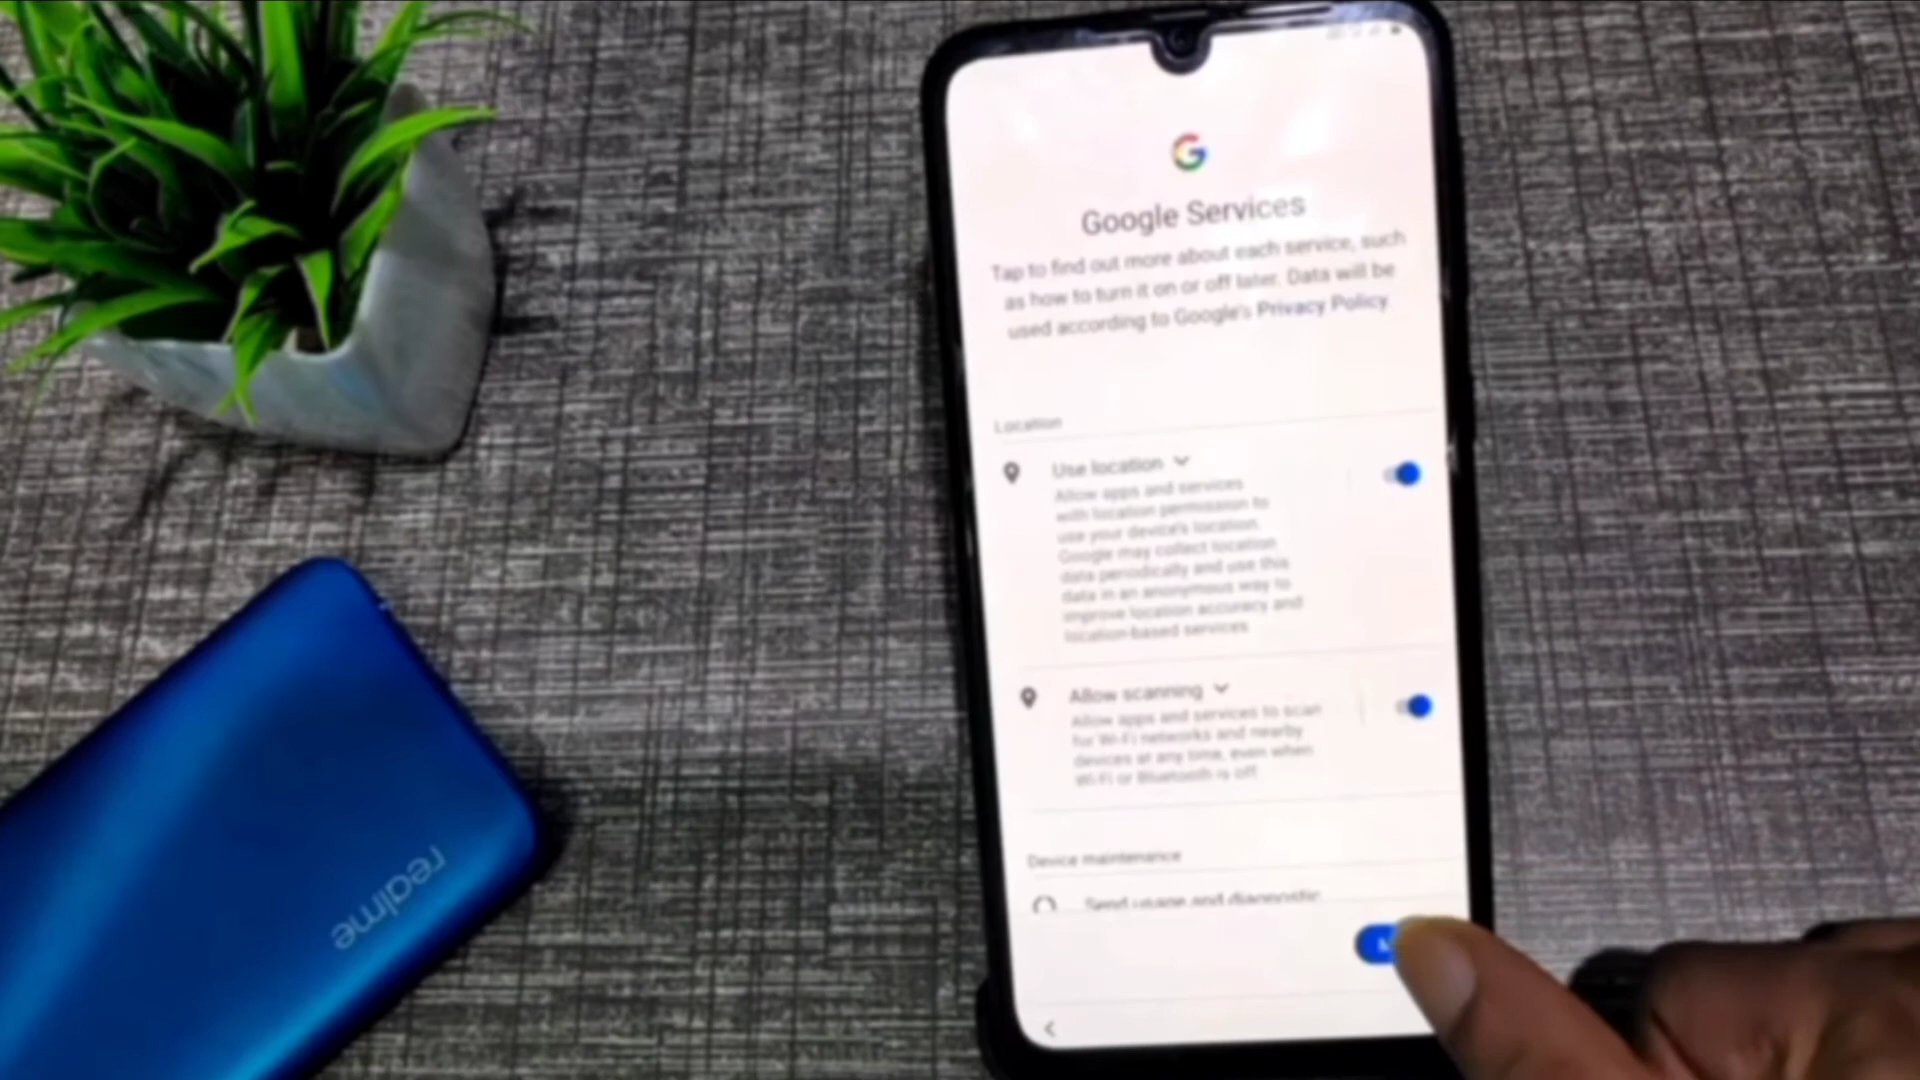 Google Services
Tap to find out more about each service, such
as how to turn it on or off later. Data will be
used according to Google's Privacy Policy
Location
Use location
Allow apps and services
with location permission to
use your device's location.
Google may collect location
data periodically and use this
data in an anonymous way to
improve location accuracy and
location-based services
Allow scanning
Allow apps and services to scan
for Wi-Fi networks and nearby
devices at any time, even when
Wi-Fi or Bluetooth is off
Device maintenance
Send usage and diagnostic
realme